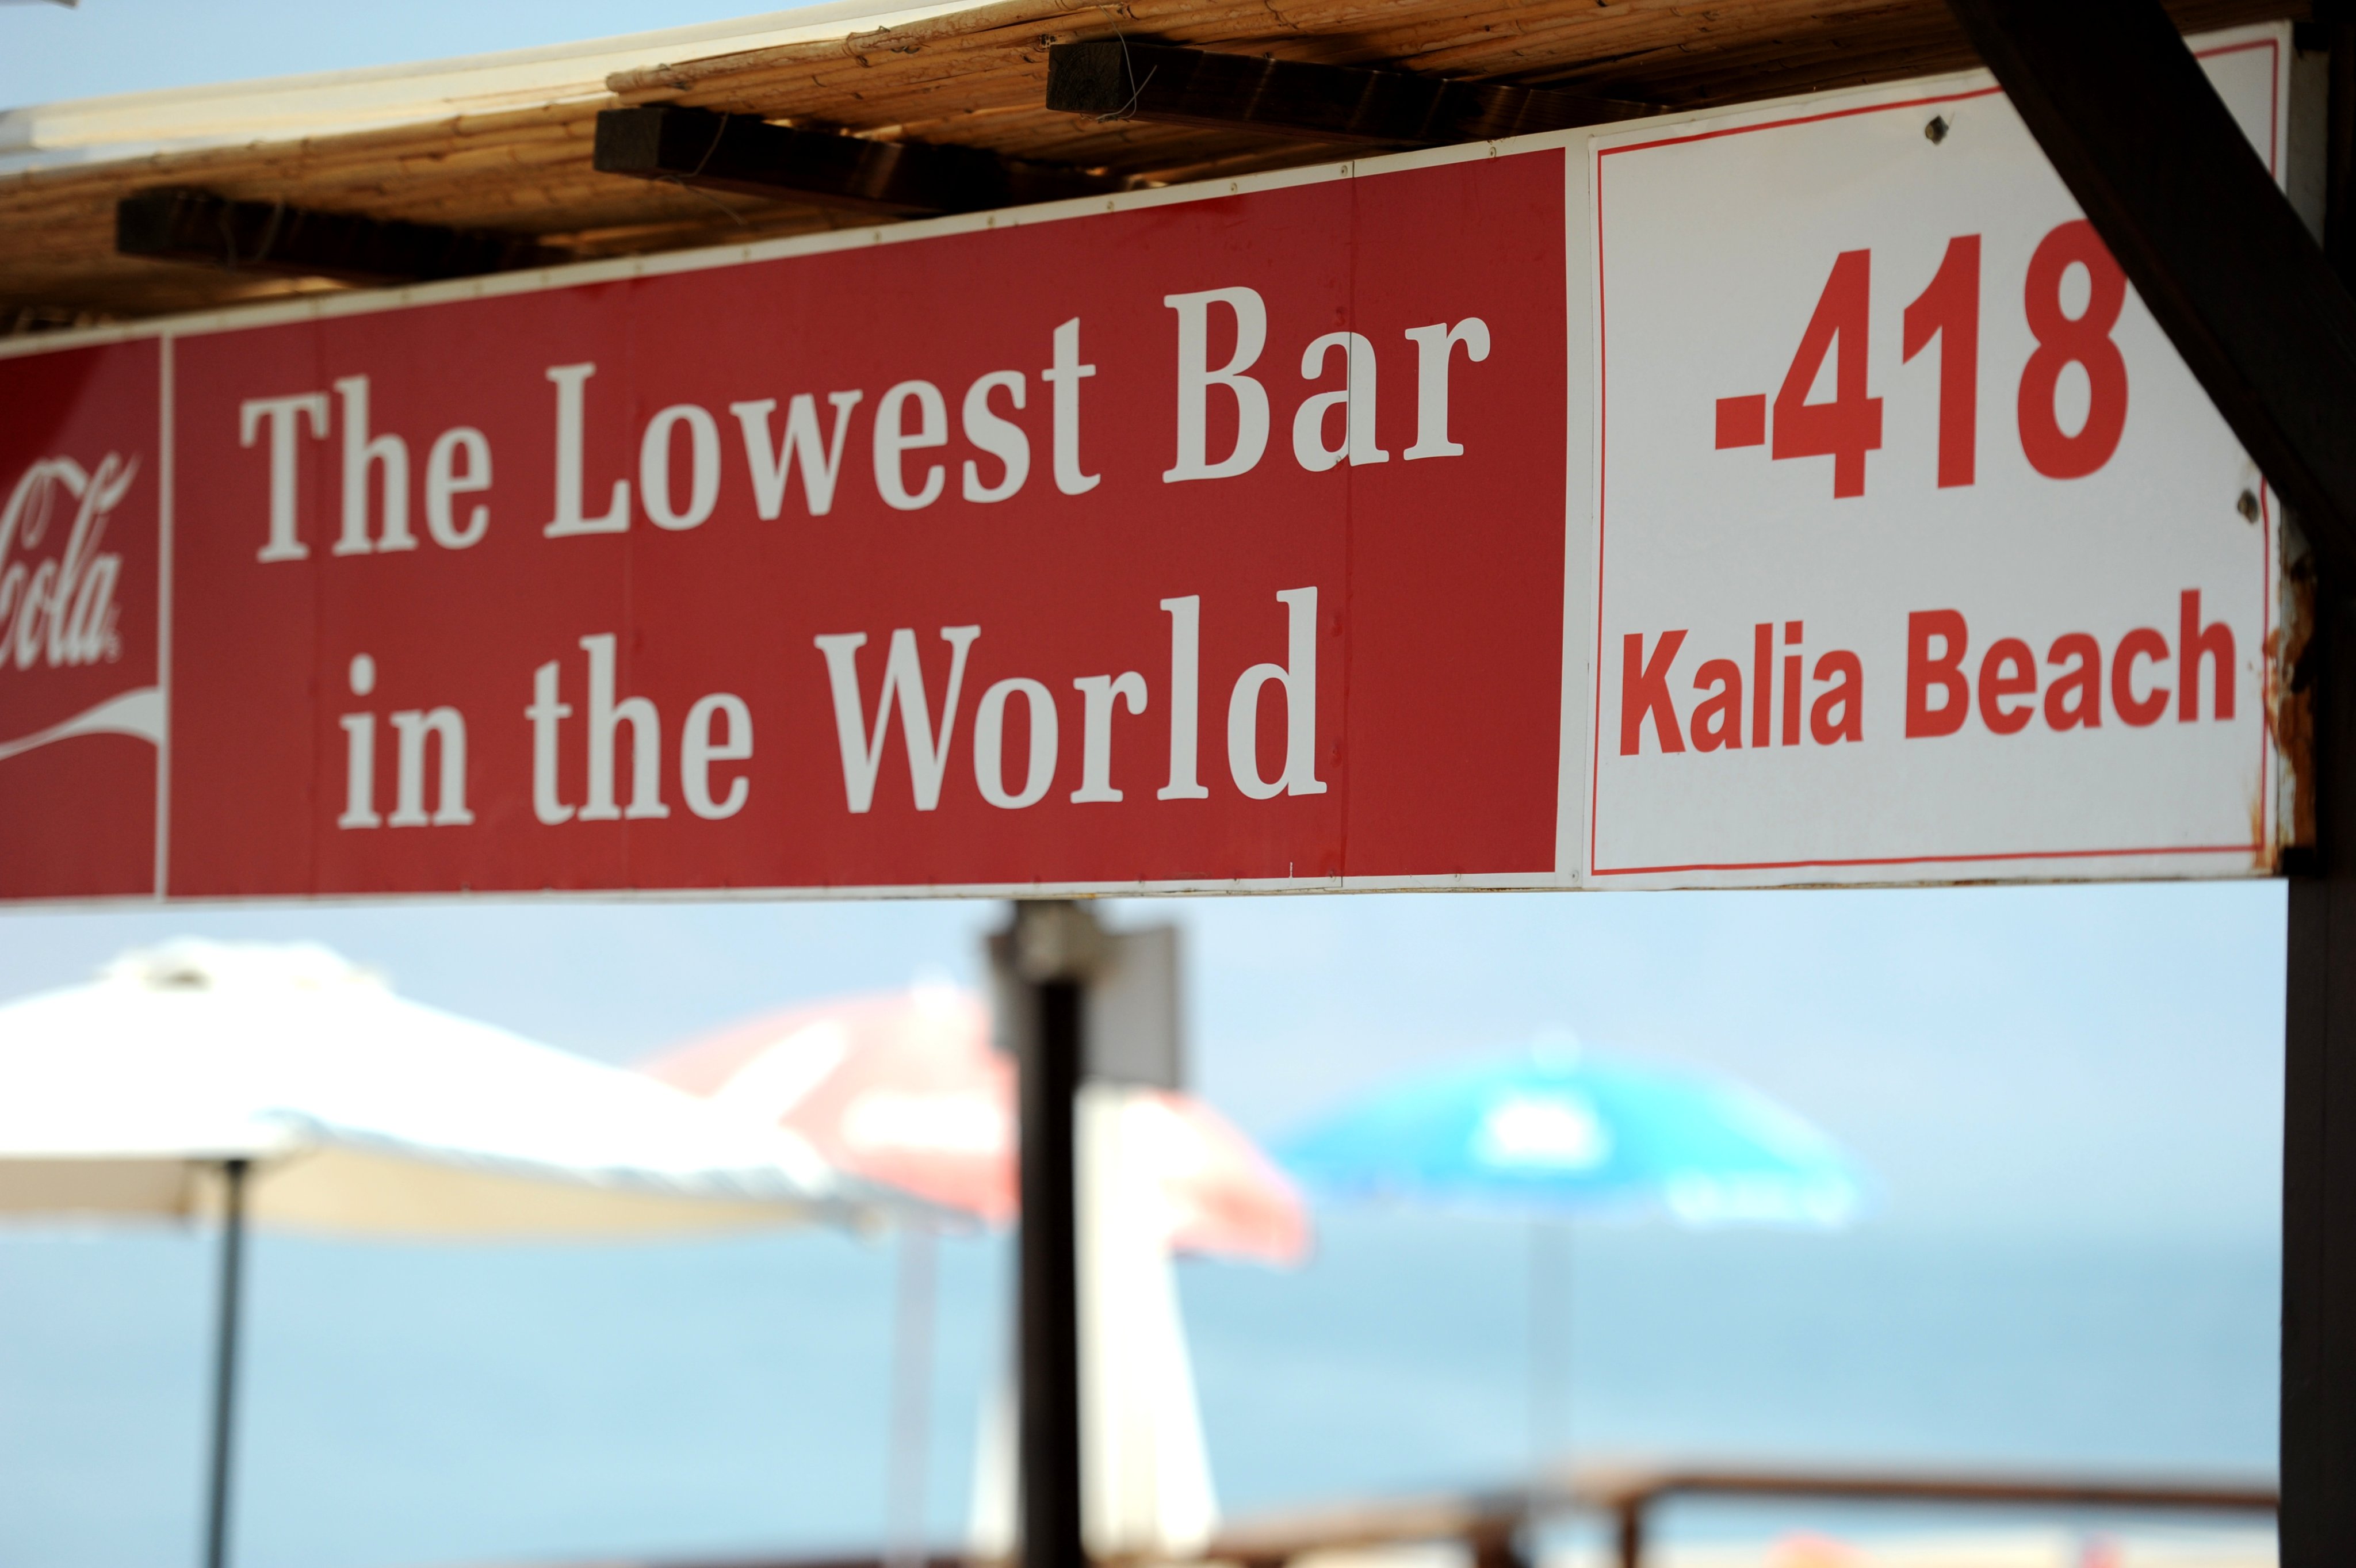 Cola
The Lowest Bar
in the World
-418
Kalia Beach